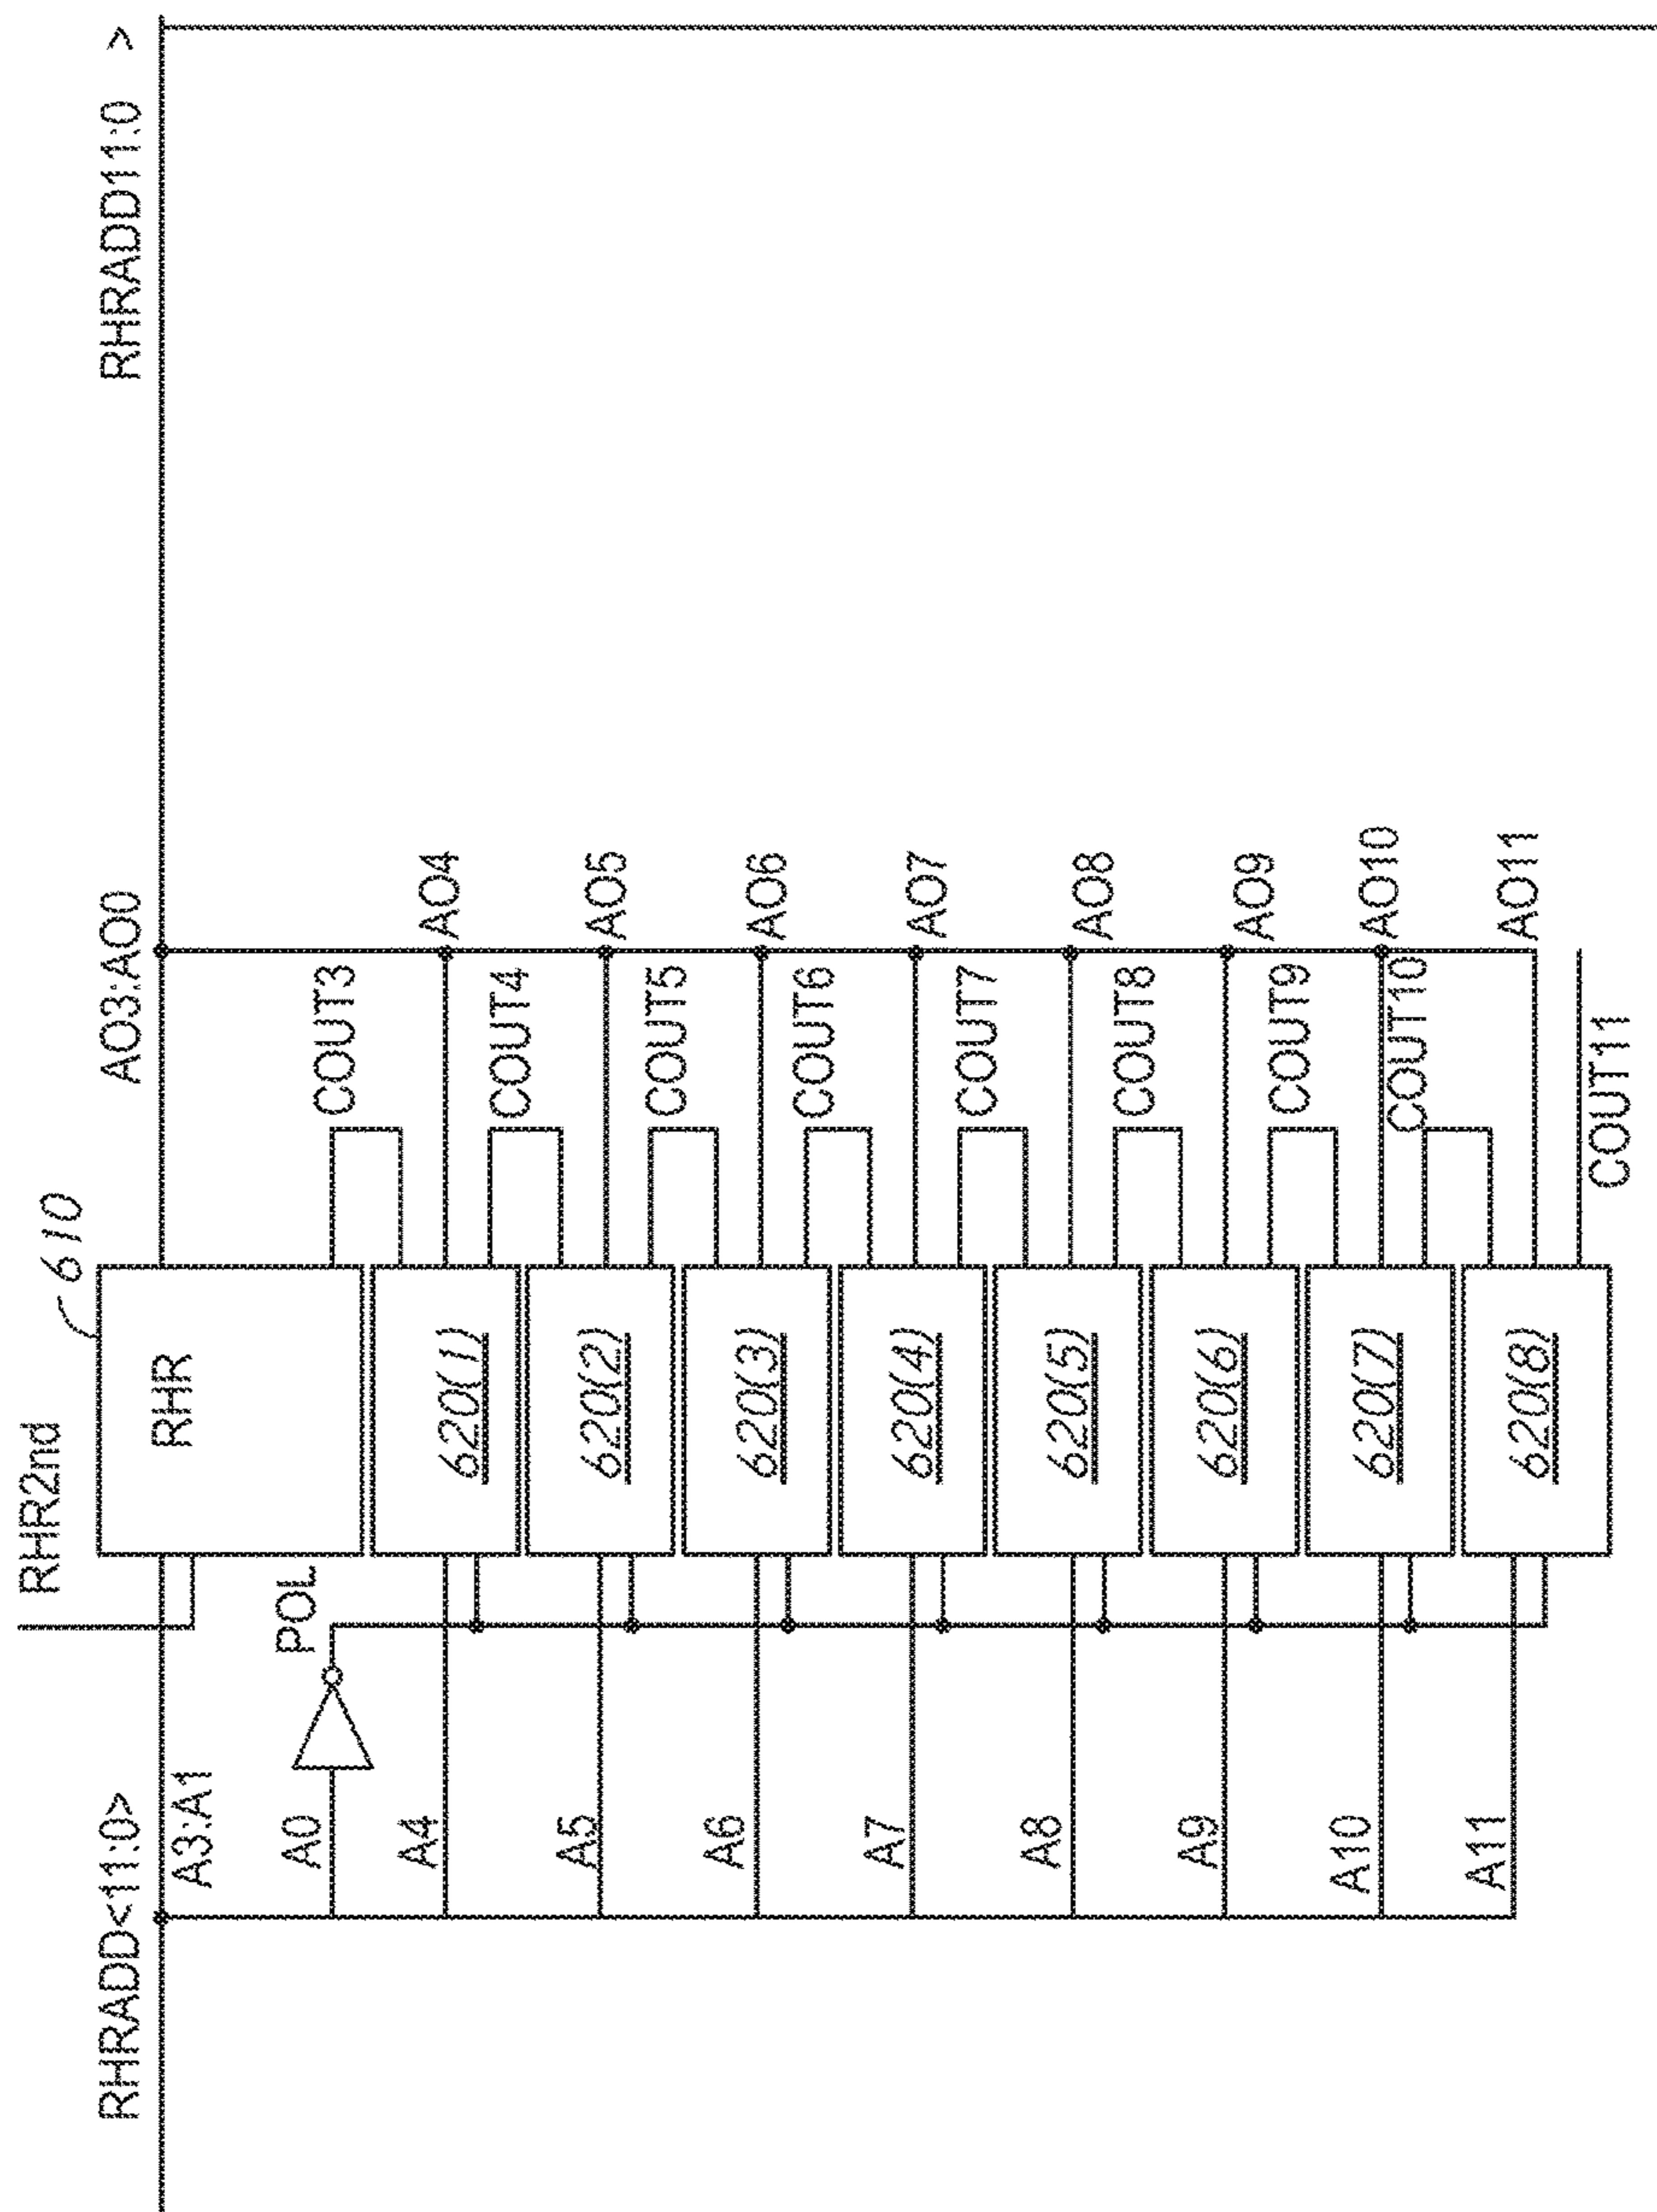 RHRADD<11:0>
RHR2nd
610
AO3:AO0
RHRADD11:0 >
A3:A1
RHR
A0
POL
COUT3
A4
620(1)
AO4
COUT4
A5
620(2)
AO5
COUT5
A6
620(3)
AO6
COUT6
A7
620(4)
AO7
COUT7
A8
620(5)
AO8
COUT8
A9
620(6)
AO9
COUT9
A10
620(7)
AO10
COUT10
A11
620(8)
AO11
COUT11